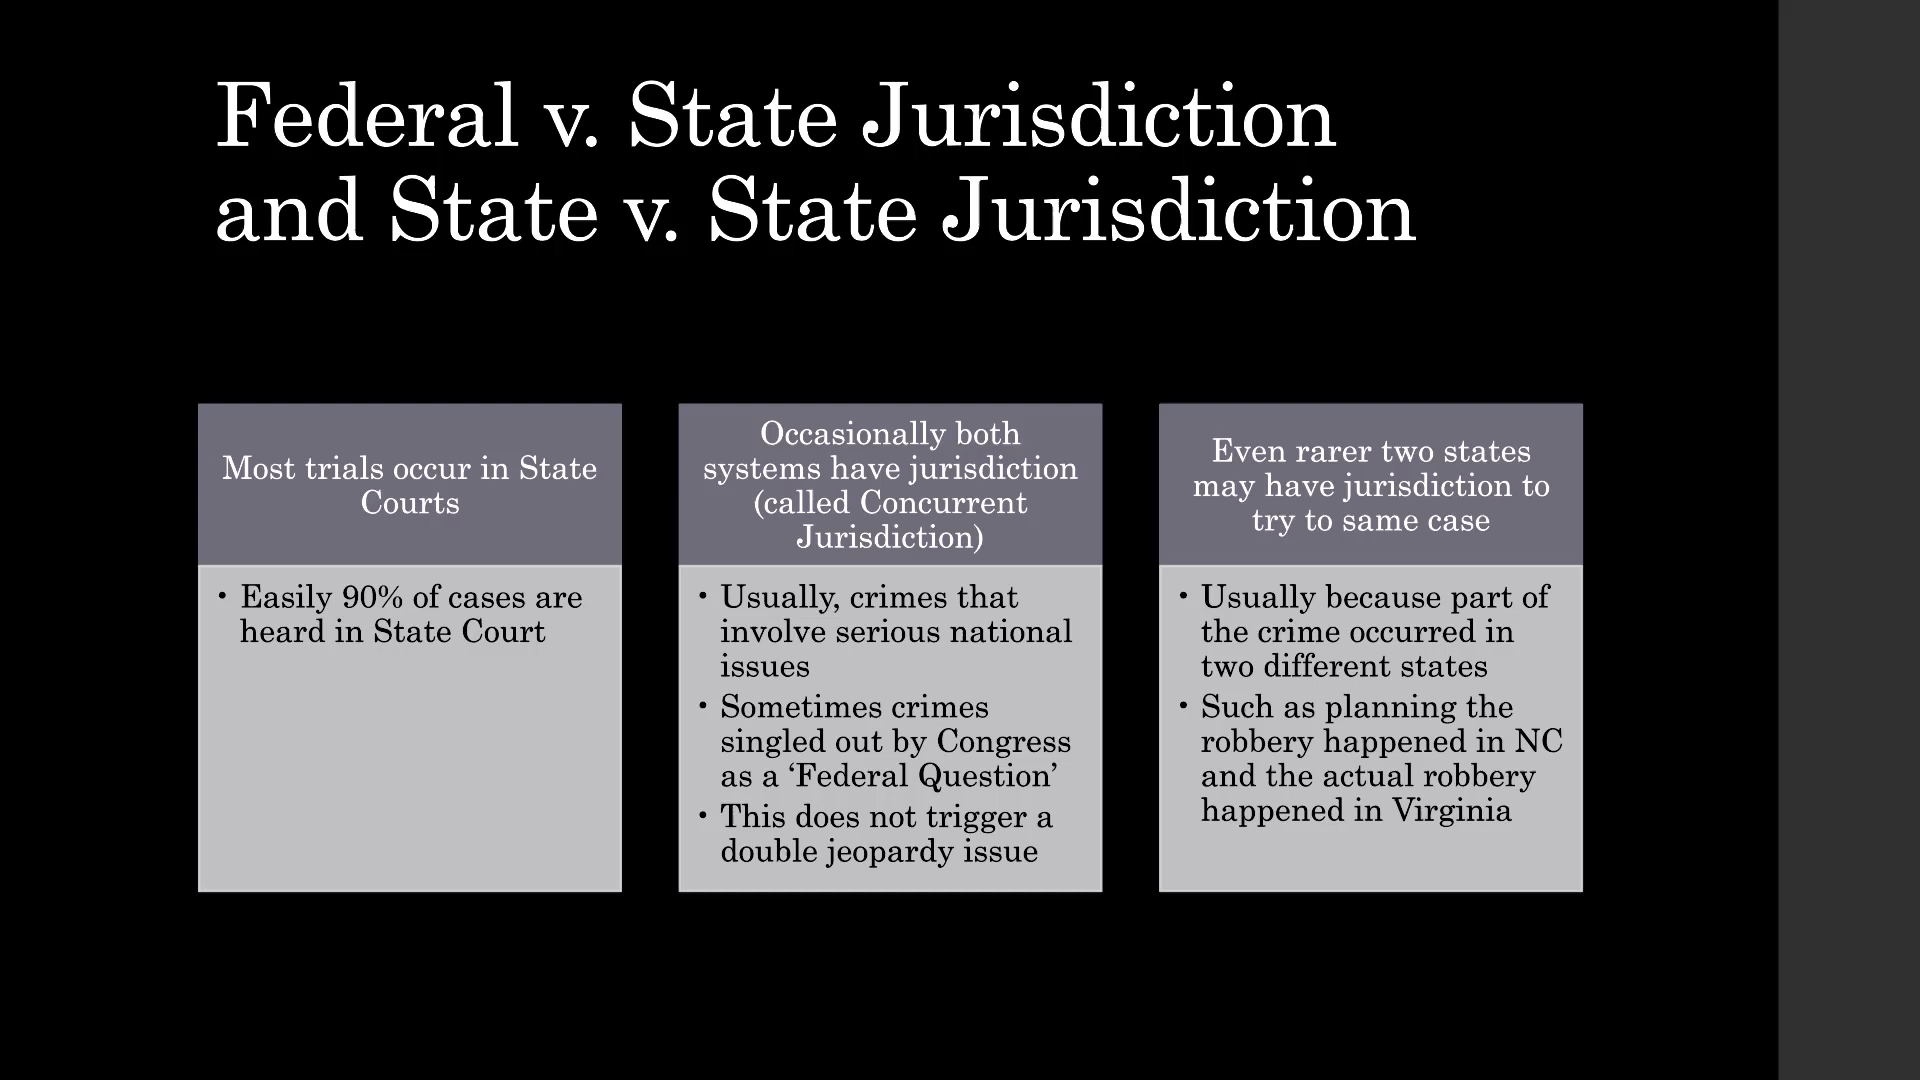 Federal v. State Jurisdiction
and State v. State Jurisdiction
Most trials occur in State
Courts
• Easily 90% of cases are
heard in State Court
Occasionally both
systems have jurisdiction
(called Concurrent
Jurisdiction)
• Usually, crimes that
involve serious national
issues
• Sometimes crimes
singled out by Congress
as a ‘Federal Question’
• This does not trigger a
double jeopardy issue
Even rarer two states
may have jurisdiction to
try to same case
• Usually because part of
the crime occurred in
two different states
• Such as planning the
robbery happened in NC
and the actual robbery
happened in Virginia